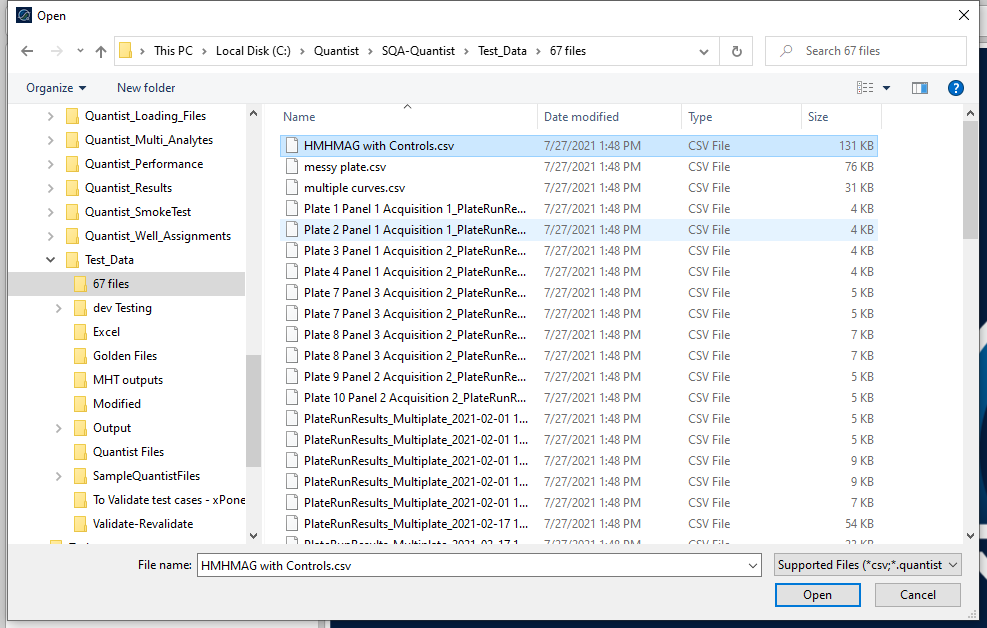 Open
This PC > Local Disk (C:) > Quantist > SQA-Quantist > Test_Data > 67 files
Search 67 files
Organize New folder
?
Quantist_Loading_Files
Quantist_Multi_Analytes
Quantist_Performance
Quantist_Results
Quantist_SmokeTest
Quantist_Well_Assignments
Test_Data
67 files
dev Testing
Excel
Golden Files
MHT outputs
Modified
Output
Quantist Files
SampleQuantistFiles
To Validate test cases - xPone
Validate-Revalidate
Name Date modified Type Size
HMHMAG with Controls.csv 7/27/2021 1:48 PM CSV File 131 KB
messy plate.csv 7/27/2021 1:48 PM CSV File 76 KB
multiple curves.csv 7/27/2021 1:48 PM CSV File 31 KB
Plate 1 Panel 1 Acquisition 1_PlateRunRe... 7/27/2021 1:48 PM CSV File 4 KB
Plate 2 Panel 1 Acquisition 1_PlateRunRe... 7/27/2021 1:48 PM CSV File 4 KB
Plate 3 Panel 1 Acquisition 2_PlateRunRe... 7/27/2021 1:48 PM CSV File 4 KB
Plate 4 Panel 1 Acquisition 2_PlateRunRe... 7/27/2021 1:48 PM CSV File 4 KB
Plate 7 Panel 3 Acquisition 2_PlateRunRe... 7/27/2021 1:48 PM CSV File 5 KB
Plate 7 Panel 3 Acquisition 2_PlateRunRe... 7/27/2021 1:48 PM CSV File 5 KB
Plate 8 Panel 3 Acquisition 2_PlateRunRe... 7/27/2021 1:48 PM CSV File 7 KB
Plate 8 Panel 3 Acquisition 2_PlateRunRe... 7/27/2021 1:48 PM CSV File 7 KB
Plate 9 Panel 2 Acquisition 2_PlateRunRe... 7/27/2021 1:48 PM CSV File 5 KB
Plate 10 Panel 2 Acquisition 2_PlateRunR... 7/27/2021 1:48 PM CSV File 5 KB
PlateRunResults_Multiplate_2021-02-01 1... 7/27/2021 1:48 PM CSV File 5 KB
PlateRunResults_Multiplate_2021-02-01 1... 7/27/2021 1:48 PM CSV File 5 KB
PlateRunResults_Multiplate_2021-02-01 1... 7/27/2021 1:48 PM CSV File 9 KB
PlateRunResults_Multiplate_2021-02-01 1... 7/27/2021 1:48 PM CSV File 9 KB
PlateRunResults_Multiplate_2021-02-01 1... 7/27/2021 1:48 PM CSV File 7 KB
PlateRunResults_Multiplate_2021-02-17 1... 7/27/2021 1:48 PM CSV File 54 KB
File name: HMHMAG with Controls.csv Supported Files (*csv;*.quantist
Open Cancel